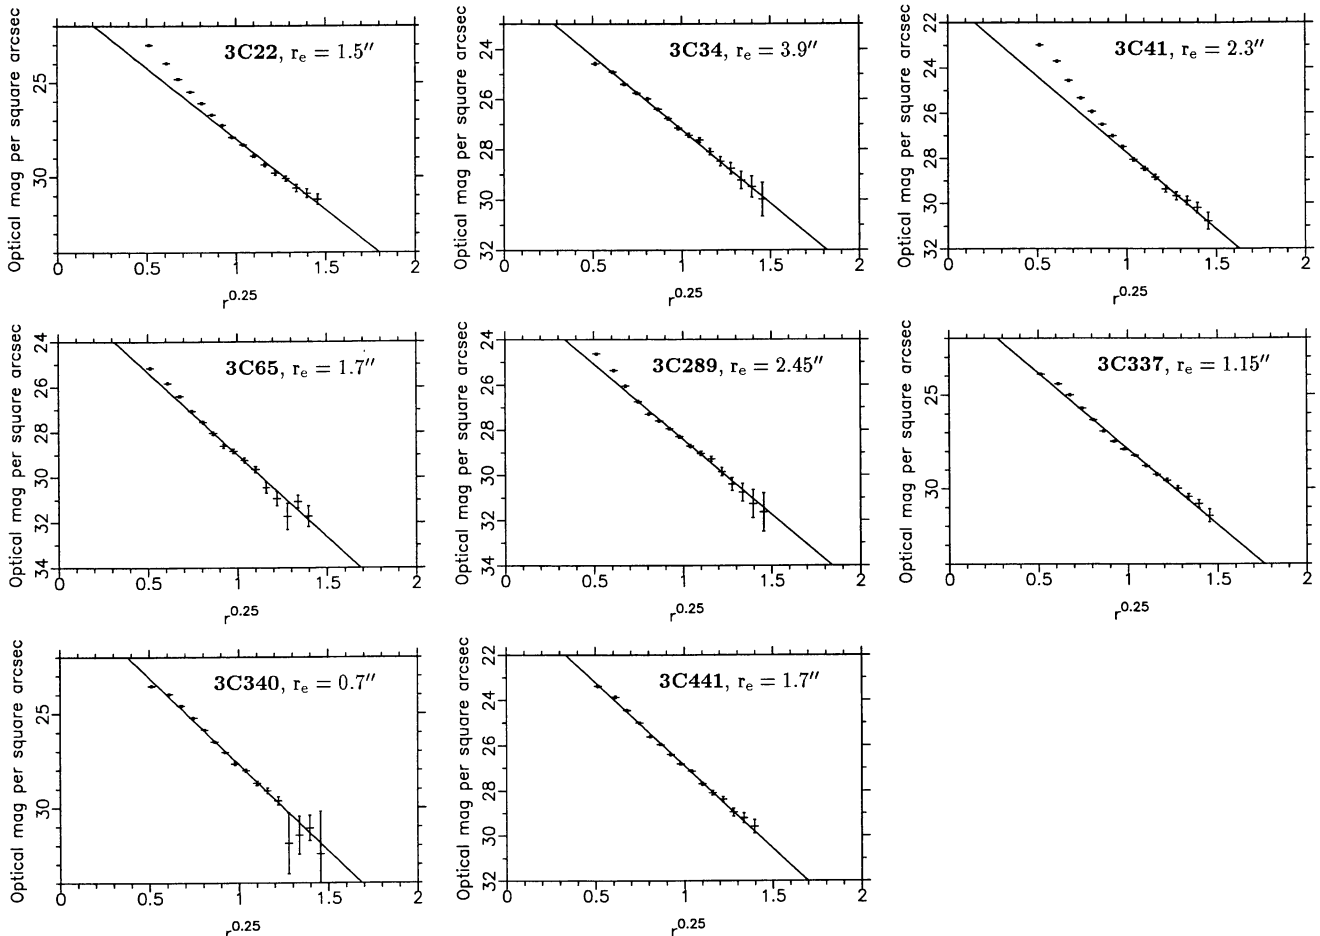 3C22, rₑ = 1.5″
Optical mag per square arcsec
25
30
0 0.5 1 1.5 2
r^0.25
3C34, rₑ = 3.9″
Optical mag per square arcsec
24
26
28
30
32
0 0.5 1 1.5 2
r^0.25
3C41, rₑ = 2.3″
Optical mag per square arcsec
22
24
26
28
30
32
0 0.5 1 1.5 2
r^0.25
3C65, rₑ = 1.7″
Optical mag per square arcsec
24
26
28
30
32
34
0 0.5 1 1.5 2
r^0.25
3C289, rₑ = 2.45″
Optical mag per square arcsec
24
26
28
30
32
34
0 0.5 1 1.5 2
r^0.25
3C337, rₑ = 1.15″
Optical mag per square arcsec
25
30
0 0.5 1 1.5 2
r^0.25
3C340, rₑ = 0.7″
Optical mag per square arcsec
25
30
0 0.5 1 1.5 2
r^0.25
3C441, rₑ = 1.7″
Optical mag per square arcsec
22
24
26
28
30
32
0 0.5 1 1.5 2
r^0.25